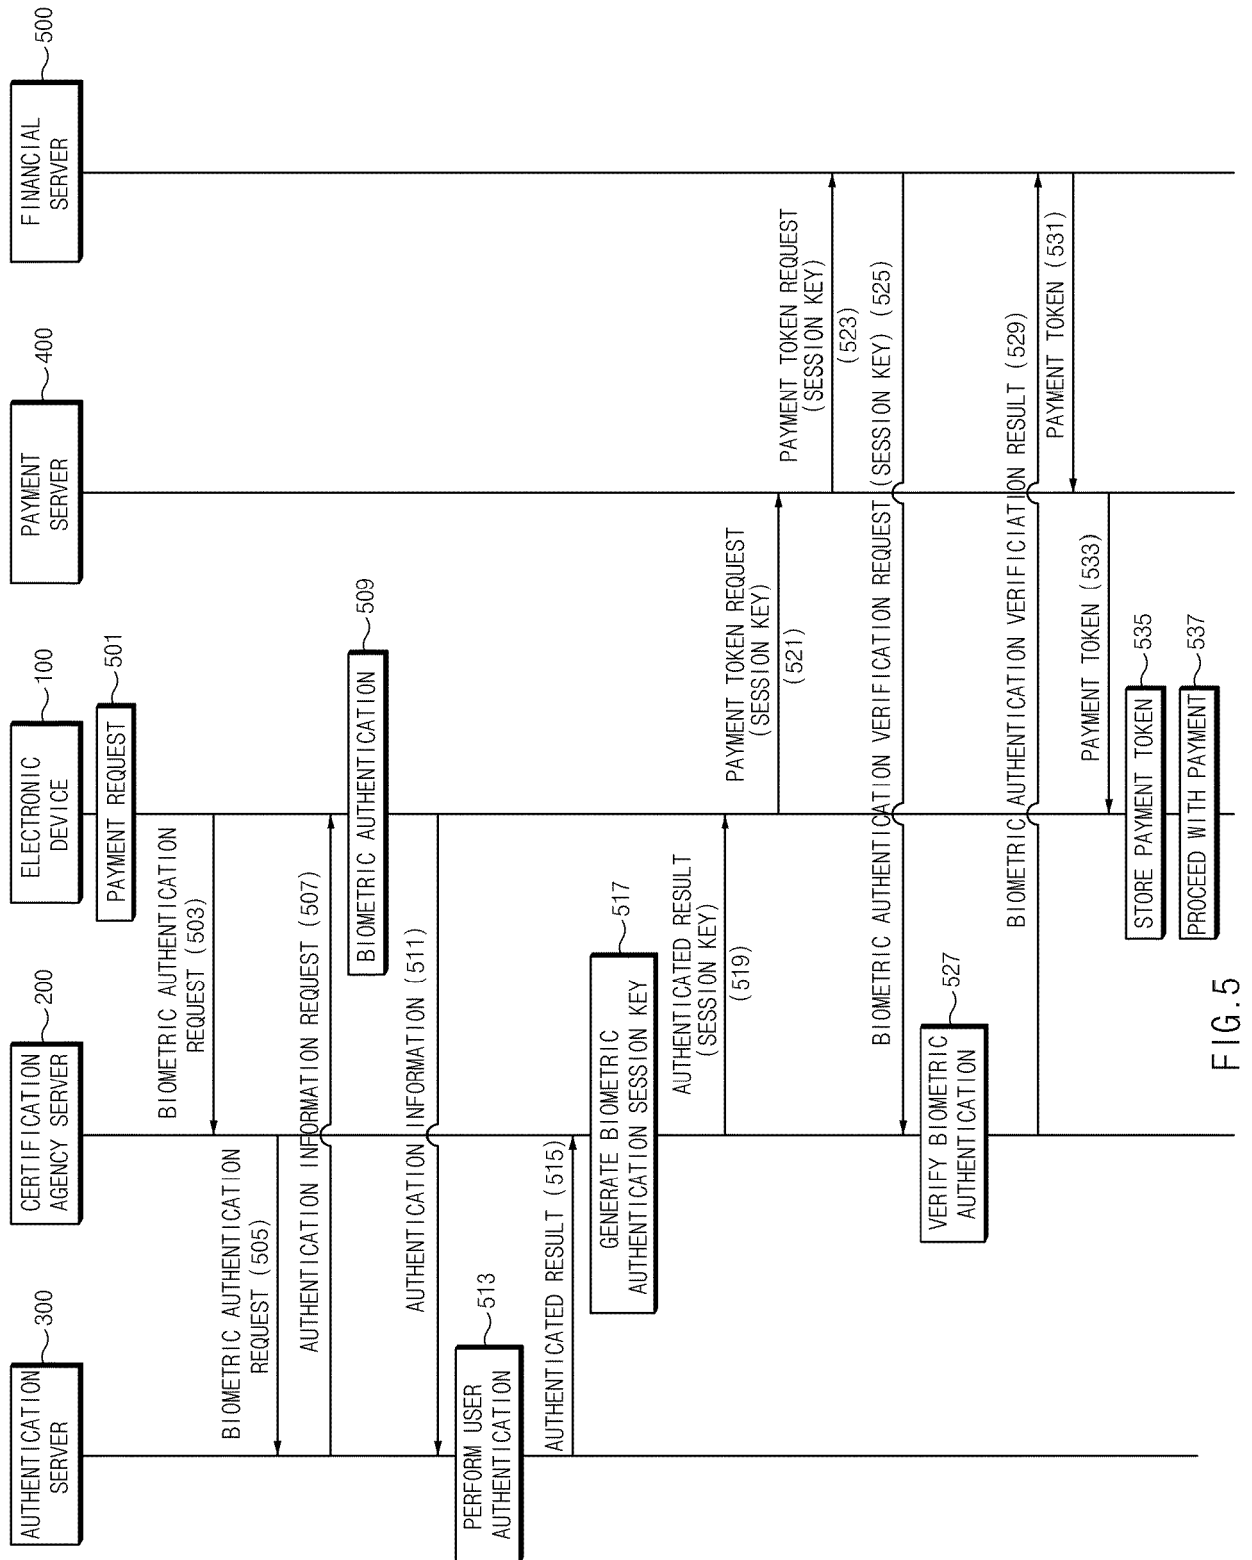 AUTHENTICATION
SERVER
300
CERTIFICATION
AGENCY SERVER
200
ELECTRONIC
DEVICE
100
PAYMENT
SERVER
400
FINANCIAL
SERVER
500
PAYMENT REQUEST
501
BIOMETRIC AUTHENTICATION
REQUEST (503)
BIOMETRIC AUTHENTICATION
REQUEST (505)
AUTHENTICATION INFORMATION REQUEST (507)
BIOMETRIC AUTHENTICATION
509
AUTHENTICATION INFORMATION (511)
PERFORM USER
AUTHENTICATION
513
AUTHENTICATED RESULT (515)
GENERATE BIOMETRIC
AUTHENTICATION SESSION KEY
517
AUTHENTICATED RESULT
(SESSION KEY)
(519)
PAYMENT TOKEN REQUEST
(SESSION KEY)
(521)
PAYMENT TOKEN REQUEST
(SESSION KEY)
(523)
BIOMETRIC AUTHENTICATION VERIFICATION REQUEST (SESSION KEY) (525)
VERIFY BIOMETRIC
AUTHENTICATION
527
BIOMETRIC AUTHENTICATION VERIFICIATION RESULT (529)
PAYMENT TOKEN (531)
PAYMENT TOKEN (533)
STORE PAYMENT TOKEN
535
PROCEED WITH PAYMENT
537
FIG.5